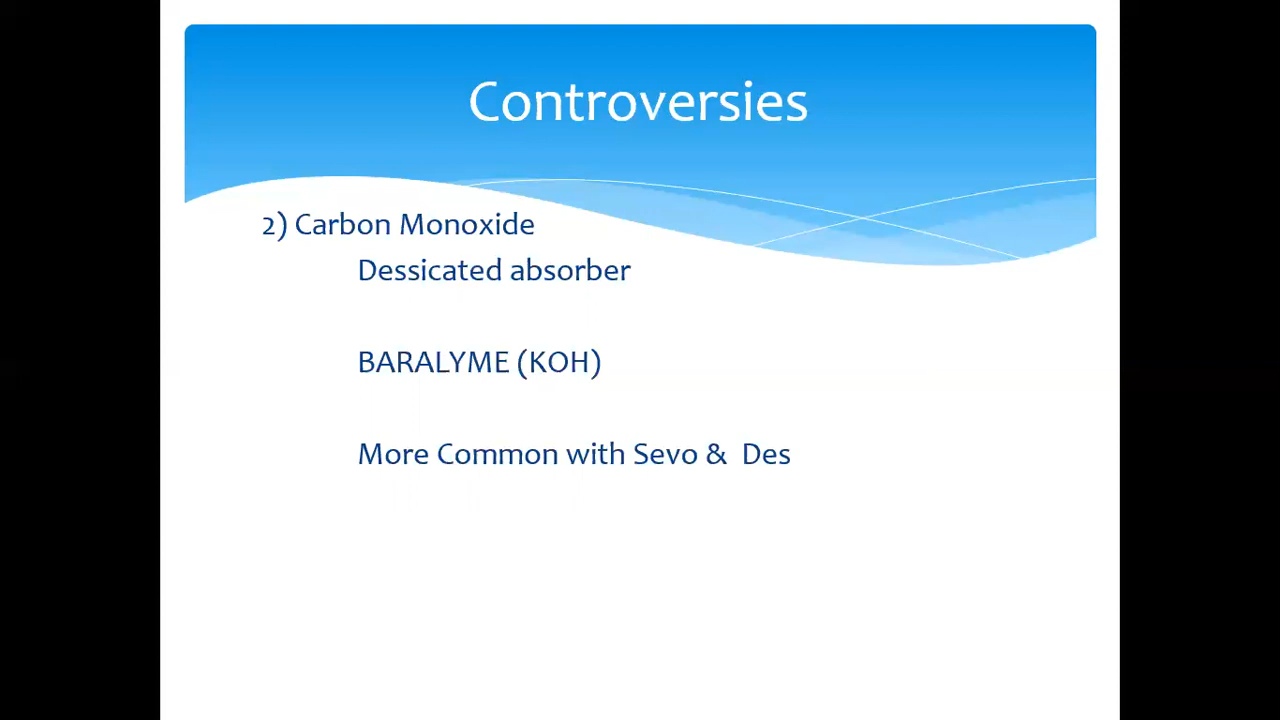 Controversies
2) Carbon Monoxide
Dessicated absorber
BARALYME (KOH)
More Common with Sevo & Des